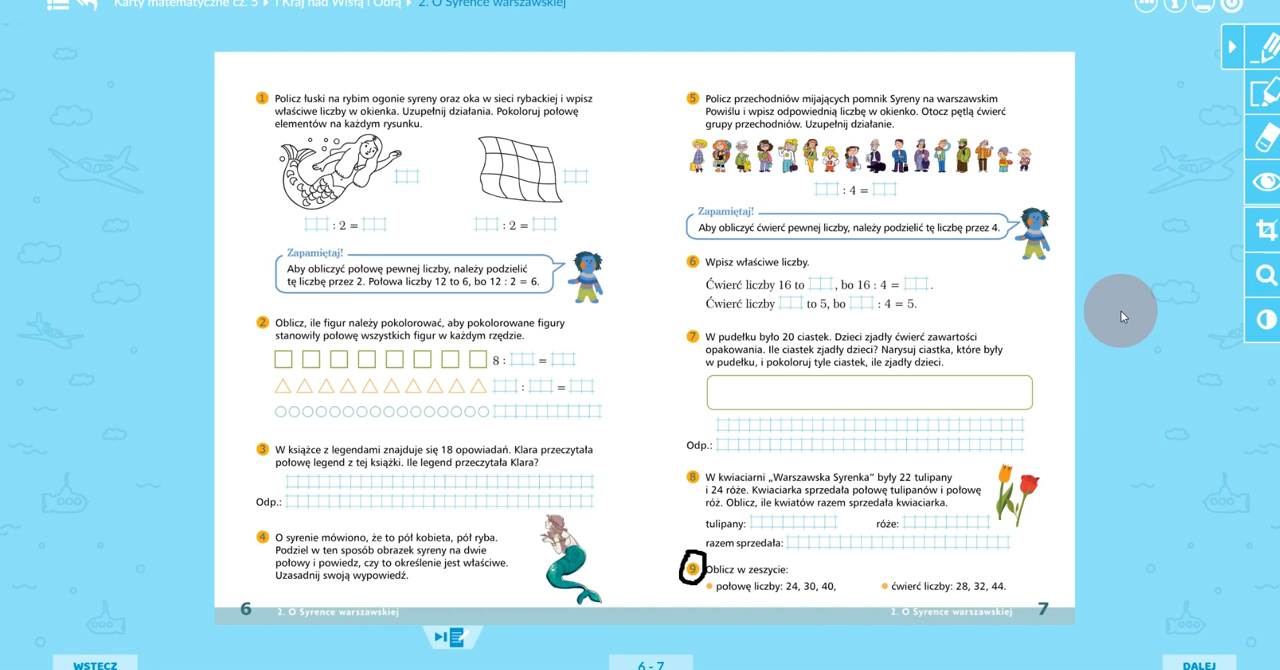 Karty matematyczne cz. 3 ▸ I Kraj nad Wisłą i Odrą ▸ 2. O Syrence warszawskiej
1 Policz łuski na rybim ogonie syreny oraz oka w sieci rybackiej i wpisz
właściwe liczby w okienka. Uzupełnij działania. Pokoloruj połowę
elementów na każdym rysunku.
: 2 =
: 2 =
Zapamiętaj!
Aby obliczyć połowę pewnej liczby, należy podzielić
tę liczbę przez 2. Połowa liczby 12 to 6, bo 12 : 2 = 6.
2 Oblicz, ile figur należy pokolorować, aby pokolorowane figury
stanowiły połowę wszystkich figur w każdym rzędzie.
8 : =
: =
3 W książce z legendami znajduje się 18 opowiadań. Klara przeczytała
połowę legend z tej książki. Ile legend przeczytała Klara?
Odp.:
4 O syrenie mówiono, że to pół kobieta, pół ryba.
Podziel w ten sposób obrazek syreny na dwie
połowy i powiedz, czy to określenie jest właściwe.
Uzasadnij swoją wypowiedź.
6 2. O Syrence warszawskiej
5 Policz przechodniów mijających pomnik Syreny na warszawskim
Powiślu i wpisz odpowiednią liczbę w okienko. Otocz pętlą ćwierć
grupy przechodniów. Uzupełnij działanie.
: 4 =
Zapamiętaj!
Aby obliczyć ćwierć pewnej liczby, należy podzielić tę liczbę przez 4.
6 Wpisz właściwe liczby.
Ćwierć liczby 16 to , bo 16 : 4 = .
Ćwierć liczby to 5, bo : 4 = 5.
7 W pudełku było 20 ciastek. Dzieci zjadły ćwierć zawartości
opakowania. Ile ciastek zjadły dzieci? Narysuj ciastka, które były
w pudełku, i pokoloruj tyle ciastek, ile zjadły dzieci.
Odp.:
8 W kwiaciarni „Warszawska Syrenka” były 22 tulipany
i 24 róże. Kwiaciarka sprzedała połowę tulipanów i połowę
róż. Oblicz, ile kwiatów razem sprzedała kwiaciarka.
tulipany: róże:
razem sprzedała:
9 Oblicz w zeszycie:
połowę liczby: 24, 30, 40, ćwierć liczby: 28, 32, 44.
2. O Syrence warszawskiej 7
WSTECZ 6 - 7 DALEJ